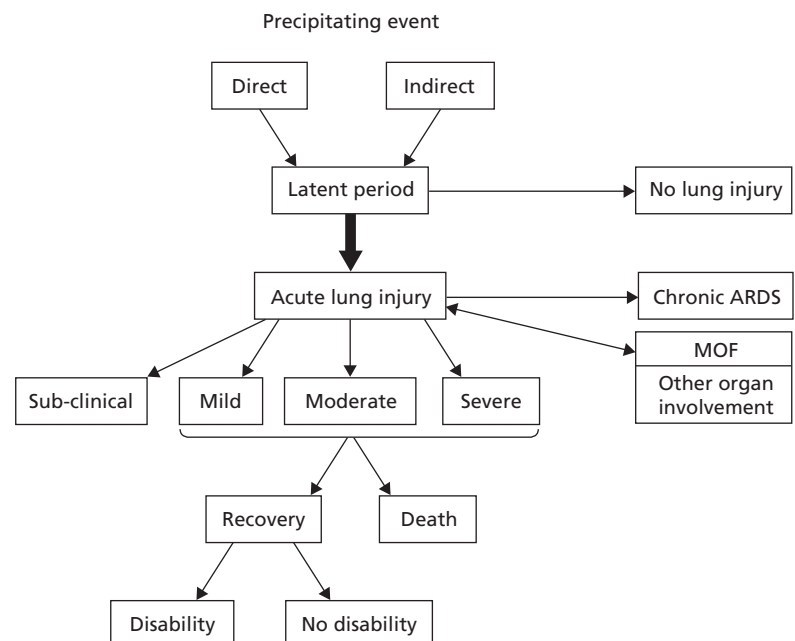 Precipitating event
Direct
Indirect
Latent period
No lung injury
Acute lung injury
Chronic ARDS
MOF
Other organ
involvement
Sub-clinical
Mild
Moderate
Severe
Recovery
Death
Disability
No disability